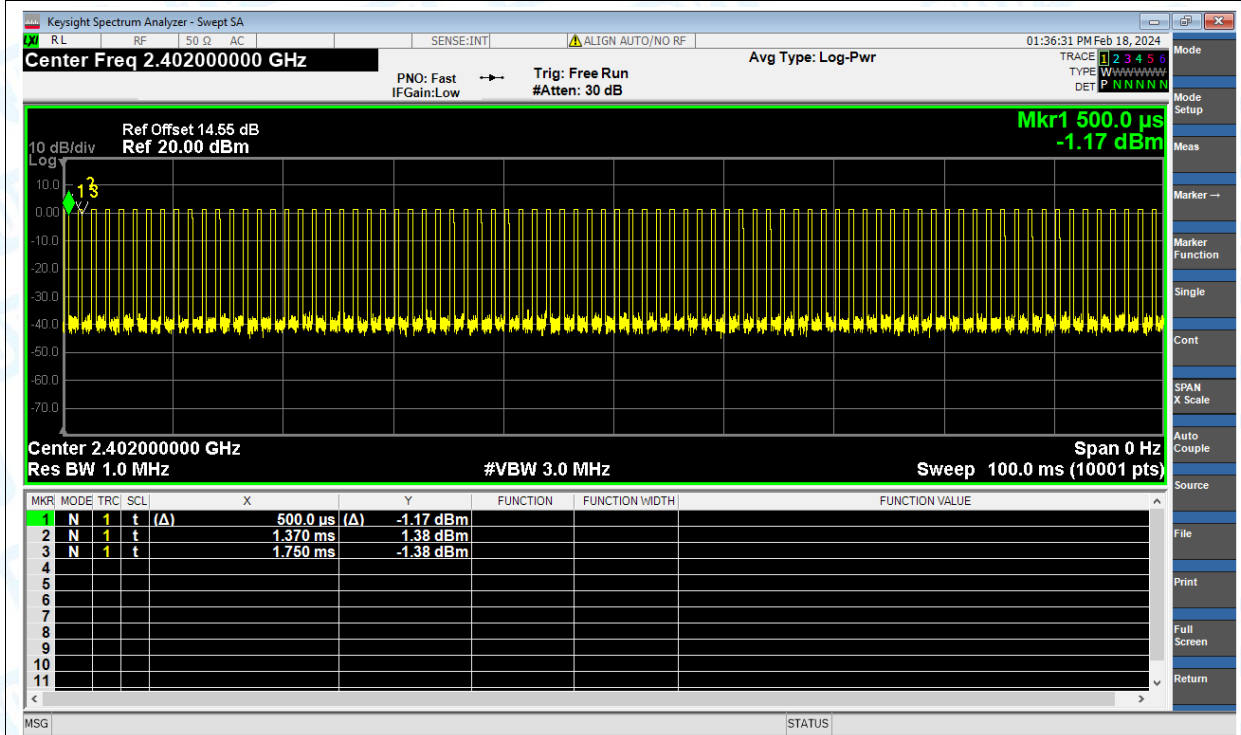 Keysight Spectrum Analyzer - Swept SA
LXI RL RF 50 Ω AC SENSE:INT ALIGN AUTO/NO RF 01:36:31 PM Feb 18, 2024
Center Freq 2.402000000 GHz
PNO: Fast
IFGain:Low
Trig: Free Run
#Atten: 30 dB
Avg Type: Log-Pwr
TRACE 1 2 3 4 5 6
TYPE WWWWWWW
DET P N N N N N
Mkr1 500.0 µs
-1.17 dBm
Ref Offset 14.55 dB
10 dB/div Ref 20.00 dBm
Log
10.0
0.00
-10.0
-20.0
-30.0
-40.0
-50.0
-60.0
-70.0
1 2 3
Center 2.402000000 GHz Span 0 Hz
Res BW 1.0 MHz #VBW 3.0 MHz Sweep 100.0 ms (10001 pts)
MKR MODE TRC SCL X Y FUNCTION FUNCTION WIDTH FUNCTION VALUE
1 N 1 t (Δ) 500.0 µs (Δ) -1.17 dBm
2 N 1 t 1.370 ms 1.38 dBm
3 N 1 t 1.750 ms -1.38 dBm
4
5
6
7
8
9
10
11
MSG STATUS
Mode
Mode
Setup
Meas
Marker →
Marker
Function
Single
Cont
SPAN
X Scale
Auto
Couple
Source
File
Print
Full
Screen
Return